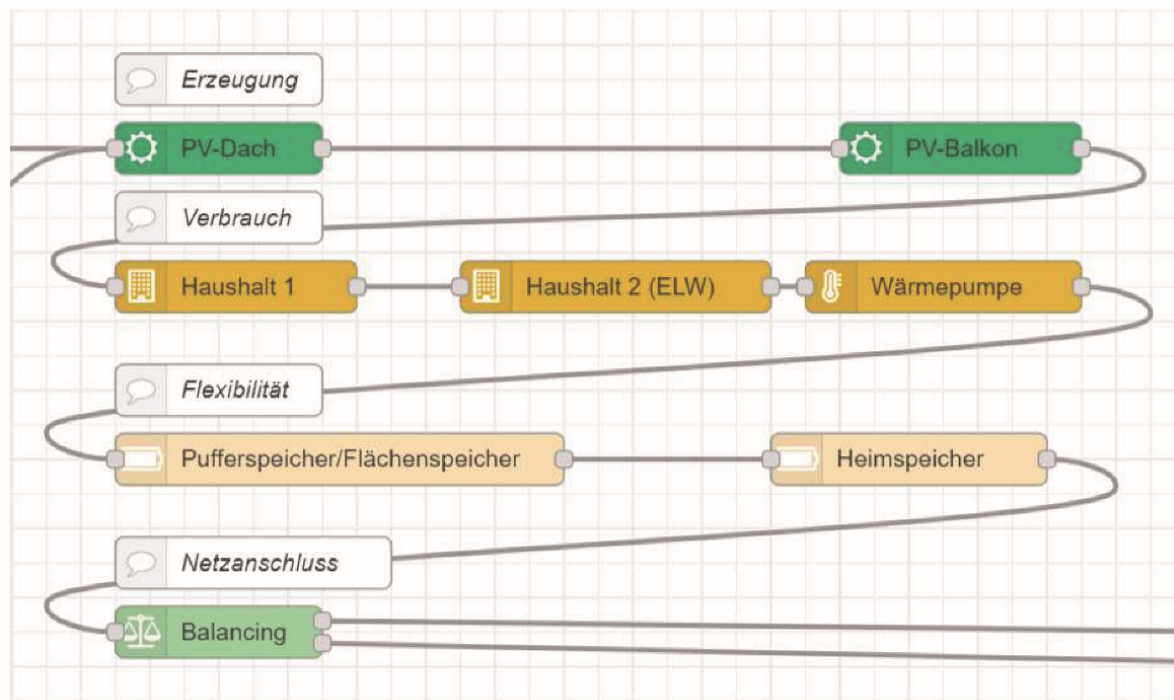 Erzeugung
PV-Dach
PV-Balkon
Verbrauch
Haushalt 1
Haushalt 2 (ELW)
Wärmepumpe
Flexibilität
Pufferspeicher/Flächenspeicher
Heimspeicher
Netzanschluss
Balancing